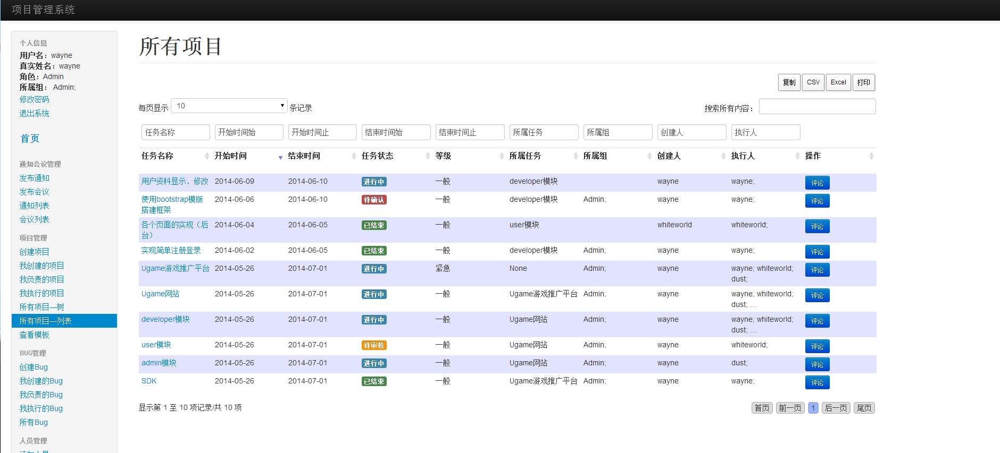 项目管理系统
个人信息
用户名：wayne
真实姓名：wayne
角色：Admin
所属组： Admin;
修改密码
退出系统
首页
通知会议管理
发布通知
发布会议
通知列表
会议列表
项目管理
创建项目
我创建的项目
我负责的项目
我执行的项目
所有项目—树
所有项目—列表
查看模板
BUG管理
创建Bug
我创建的Bug
我负责的Bug
我执行的Bug
所有Bug
人员管理
所有项目
复制 CSV Excel 打印
每页显示 10 条记录 搜索所有内容：
任务名称 开始时间始 开始时间止 结束时间始 结束时间止 所属任务 所属组 创建人 执行人
任务名称 开始时间 结束时间 任务状态 等级 所属任务 所属组 创建人 执行人 操作
用户资料显示、修改 2014-06-09 2014-06-10 进行中 一般 developer模块 wayne wayne; 评论
使用bootstrap模版 2014-06-06 2014-06-10 待确认 一般 developer模块 Admin; wayne wayne; 评论
搭建框架
各个页面的实现（后 2014-06-04 2014-06-05 已结束 一般 user模块 whiteworld whiteworld; 评论
台）
实现简单注册登录 2014-06-02 2014-06-05 已结束 一般 developer模块 Admin; wayne wayne; 评论
Ugame游戏推广平台 2014-05-26 2014-07-01 进行中 紧急 None Admin; wayne wayne; whiteworld; 评论
dust;
Ugame网站 2014-05-26 2014-07-01 进行中 一般 Ugame游戏推广平台 Admin; wayne wayne; whiteworld; 评论
dust; ...
developer模块 2014-05-26 2014-07-01 进行中 一般 Ugame网站 Admin; wayne wayne; whiteworld; 评论
dust; ...
user模块 2014-05-26 2014-07-01 待审核 一般 Ugame网站 Admin; wayne whiteworld; 评论
admin模块 2014-05-26 2014-07-01 进行中 一般 Ugame网站 Admin; wayne dust; 评论
SDK 2014-05-26 2014-07-01 已结束 一般 Ugame游戏推广平台 Admin; wayne wayne; 评论
显示第 1 至 10 项记录/共 10 项 首页 前一页 1 后一页 尾页